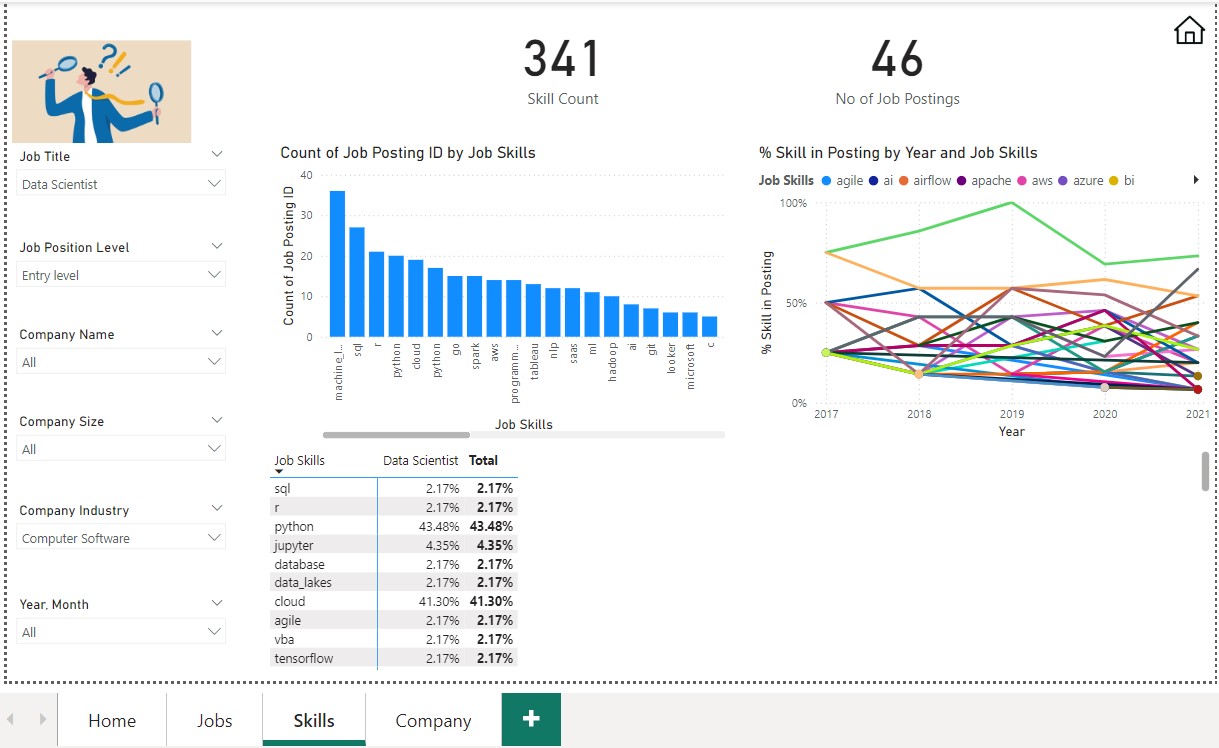 341
Skill Count
46
No of Job Postings
Job Title
Data Scientist
Job Position Level
Entry level
Company Name
All
Company Size
All
Company Industry
Computer Software
Year, Month
All
Count of Job Posting ID by Job Skills
Count of Job Posting ID
40
30
20
10
0
machine_l...
sql
r
python
cloud
python
go
spark
aws
programm...
tableau
nlp
saas
ml
hadoop
ai
git
looker
microsoft
c
Job Skills
% Skill in Posting by Year and Job Skills
Job Skills agile ai airflow apache aws azure bi
% Skill in Posting
100%
50%
0%
2017 2018 2019 2020 2021
Year
Job Skills Data Scientist Total
sql 2.17% 2.17%
r 2.17% 2.17%
python 43.48% 43.48%
jupyter 4.35% 4.35%
database 2.17% 2.17%
data_lakes 2.17% 2.17%
cloud 41.30% 41.30%
agile 2.17% 2.17%
vba 2.17% 2.17%
tensorflow 2.17% 2.17%
Home Jobs Skills Company +